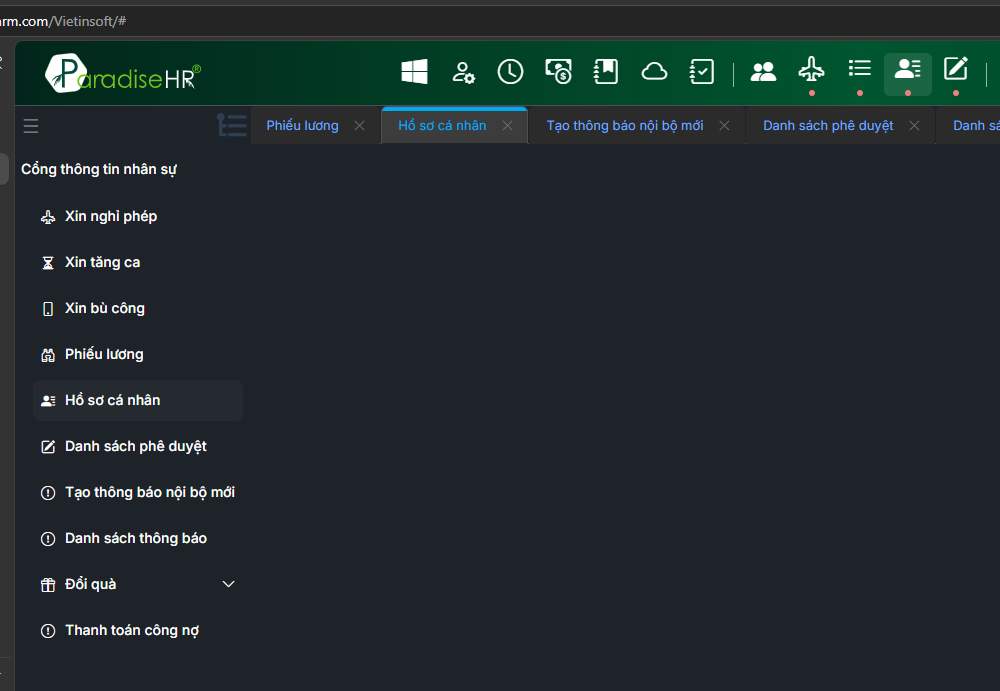 arm.com/Vietinsoft/#
ParadiseHR®
Phiếu lương
Hồ sơ cá nhân
Tạo thông báo nội bộ mới
Danh sách phê duyệt
Danh sá
Cổng thông tin nhân sự
Xin nghỉ phép
Xin tăng ca
Xin bù công
Phiếu lương
Hồ sơ cá nhân
Danh sách phê duyệt
Tạo thông báo nội bộ mới
Danh sách thông báo
Đổi quà
Thanh toán công nợ